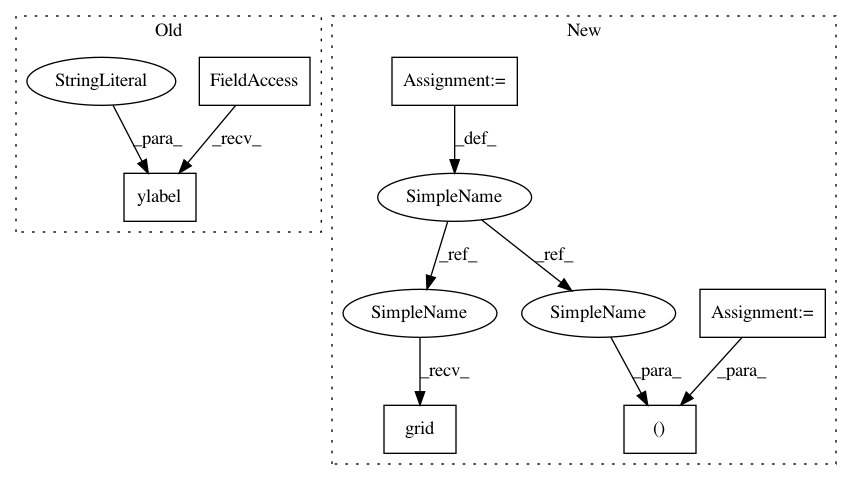 Old
New
StringLiteral
FieldAccess
Assignment:=
_para_
_recv_
_def_
ylabel
SimpleName
_ref_
_ref_
SimpleName
SimpleName
Assignment:=
_recv_
_para_
_para_
grid
()